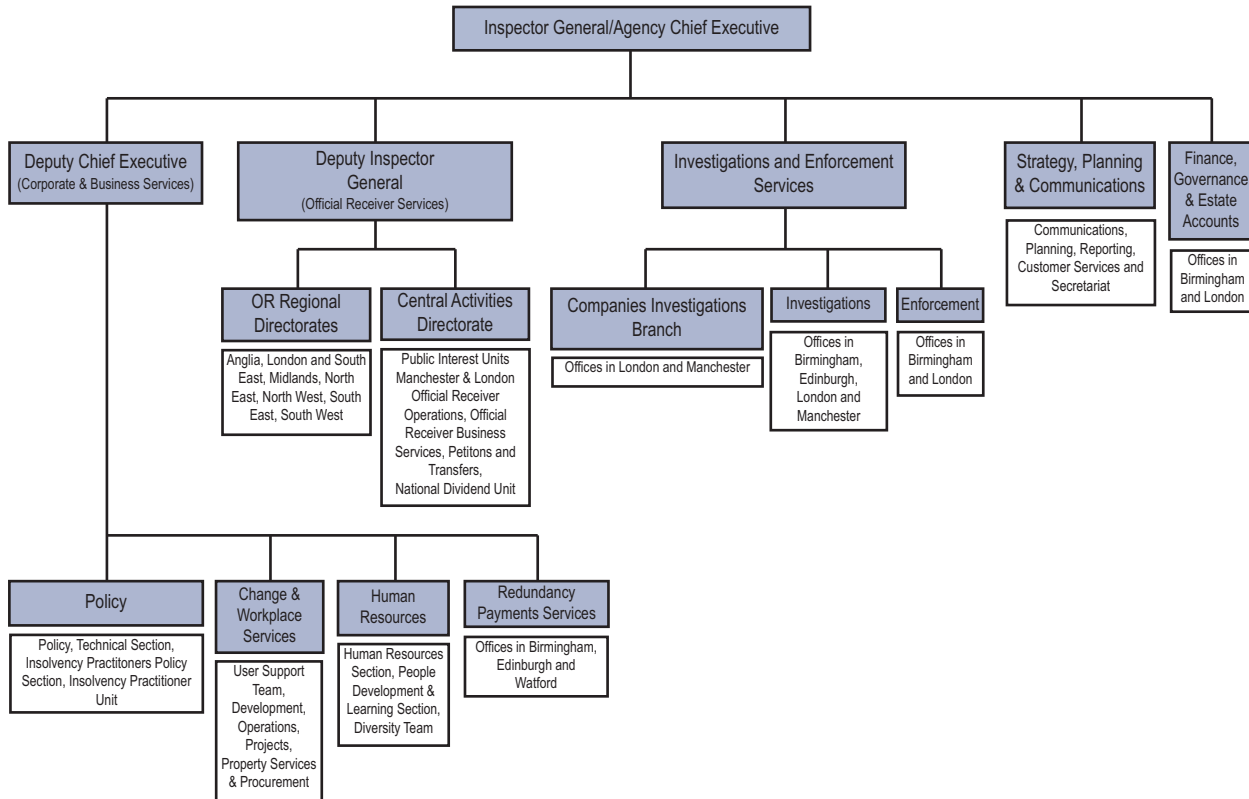 Inspector General/Agency Chief Executive
Deputy Chief Executive
(Corporate & Business Services)
Deputy Inspector
General
(Official Receiver Services)
Investigations and Enforcement
Services
Strategy, Planning
& Communications
Communications,
Planning, Reporting,
Customer Services and
Secretariat
Finance,
Governance
& Estate
Accounts
Offices in
Birmingham
and London
OR Regional
Directorates
Anglia, London and South
East, Midlands, North
East, North West, South
East, South West
Central Activities
Directorate
Public Interest Units
Manchester & London
Official Receiver
Operations, Official
Receiver Business
Services, Petitons and
Transfers,
National Dividend Unit
Companies Investigations
Branch
Offices in London and Manchester
Investigations
Offices in
Birmingham,
Edinburgh,
London and
Manchester
Enforcement
Offices in
Birmingham
and London
Policy
Policy, Technical Section,
Insolvency Practitoners Policy
Section, Insolvency Practitioner
Unit
Change &
Workplace
Services
User Support
Team,
Development,
Operations,
Projects,
Property Services
& Procurement
Human
Resources
Human Resources
Section, People
Development &
Learning Section,
Diversity Team
Redundancy
Payments Services
Offices in Birmingham,
Edinburgh and
Watford